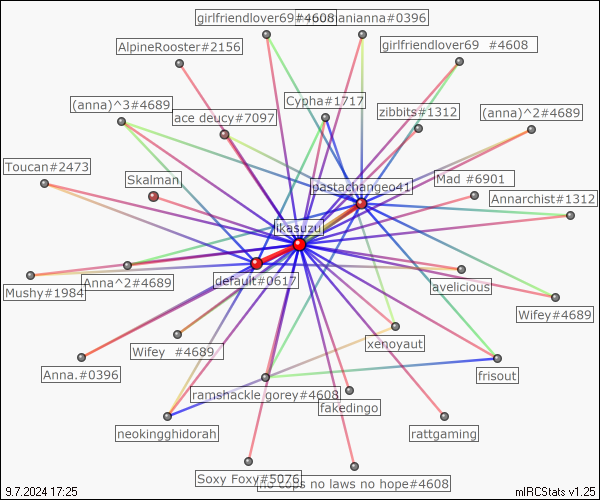 girlfriendlover69#4608
anianna#0396
AlpineRooster#2156
girlfriendlover69 #4608
(anna)^3#4689
Cypha#1717
ace deucy#7097
zibbits#1312
(anna)^2#4689
Toucan#2473
Skalman
pastachangeo41
Mad #6901
Annarchist#1312
ikasuzu
Mushy#1984
Anna^2#4689
default#0617
avelicious
Wifey#4689
Wifey #4689
xenoyaut
Anna.#0396
frisout
ramshackle gorey#4608
fakedingo
neokingghidorah
rattgaming
Soxy Foxy#5076
no cops no laws no hope#4608
9.7.2024 17:25
mIRCStats v1.25